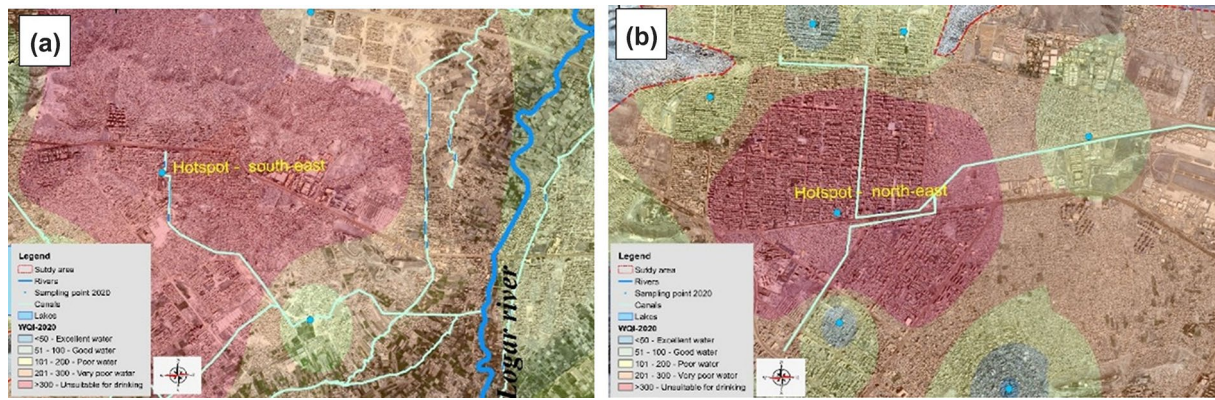 (a)
Hotspot - south-east
Logar river
Legend
Sutdy area
Rivers
Sampling point 2020
Canals
Lakes
WQI-2020
<50 - Excellent water
51 - 100 - Good water
101 - 200 - Poor water
201 - 300 - Very poor water
>300 - Unsuitable for drinking
(b)
Hotspot - north-east
Legend
Sutdy area
Rivers
Sampling point 2020
Canals
Lakes
WQI-2020
<50 - Excellent water
51 - 100 - Good water
101 - 200 - Poor water
201 - 300 - Very poor water
>300 - Unsuitable for drinking